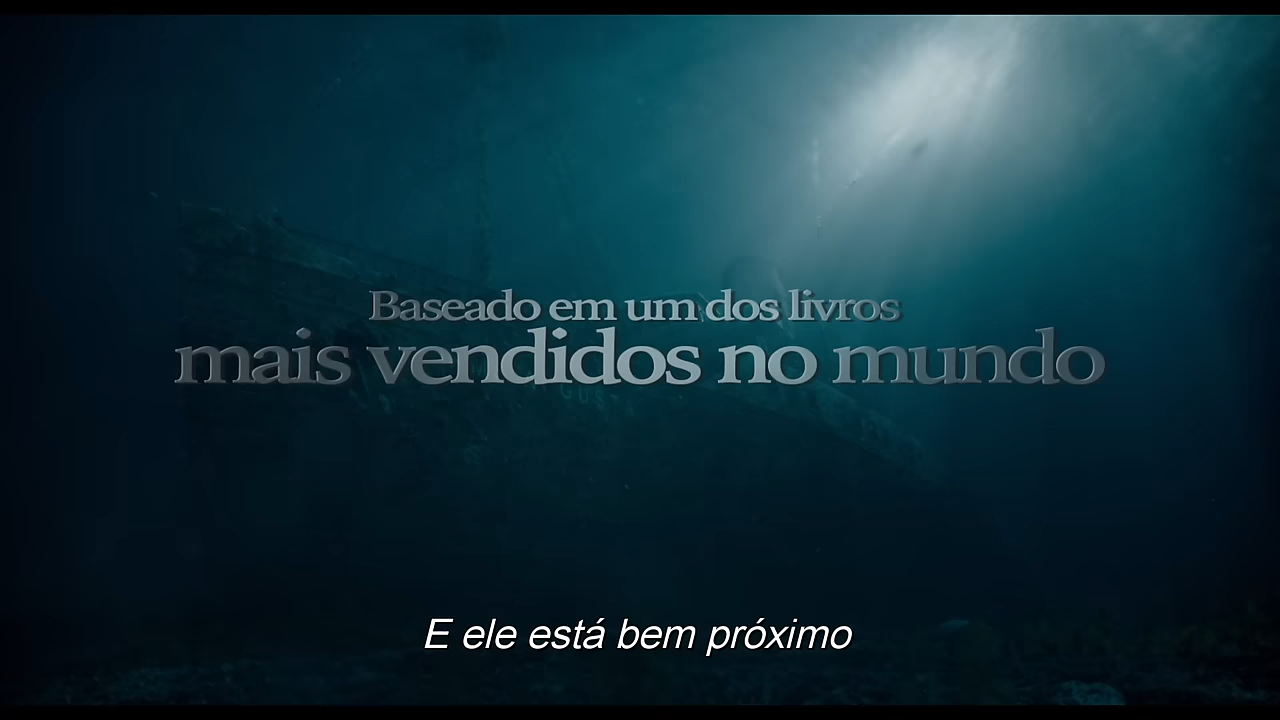 Baseado em um dos livros
mais vendidos no mundo
E ele está bem próximo